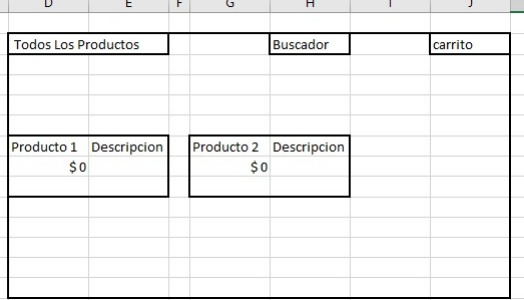 D E F G H I J
Todos Los Productos Buscador carrito
Producto 1 Descripcion Producto 2 Descripcion
$ 0 $ 0